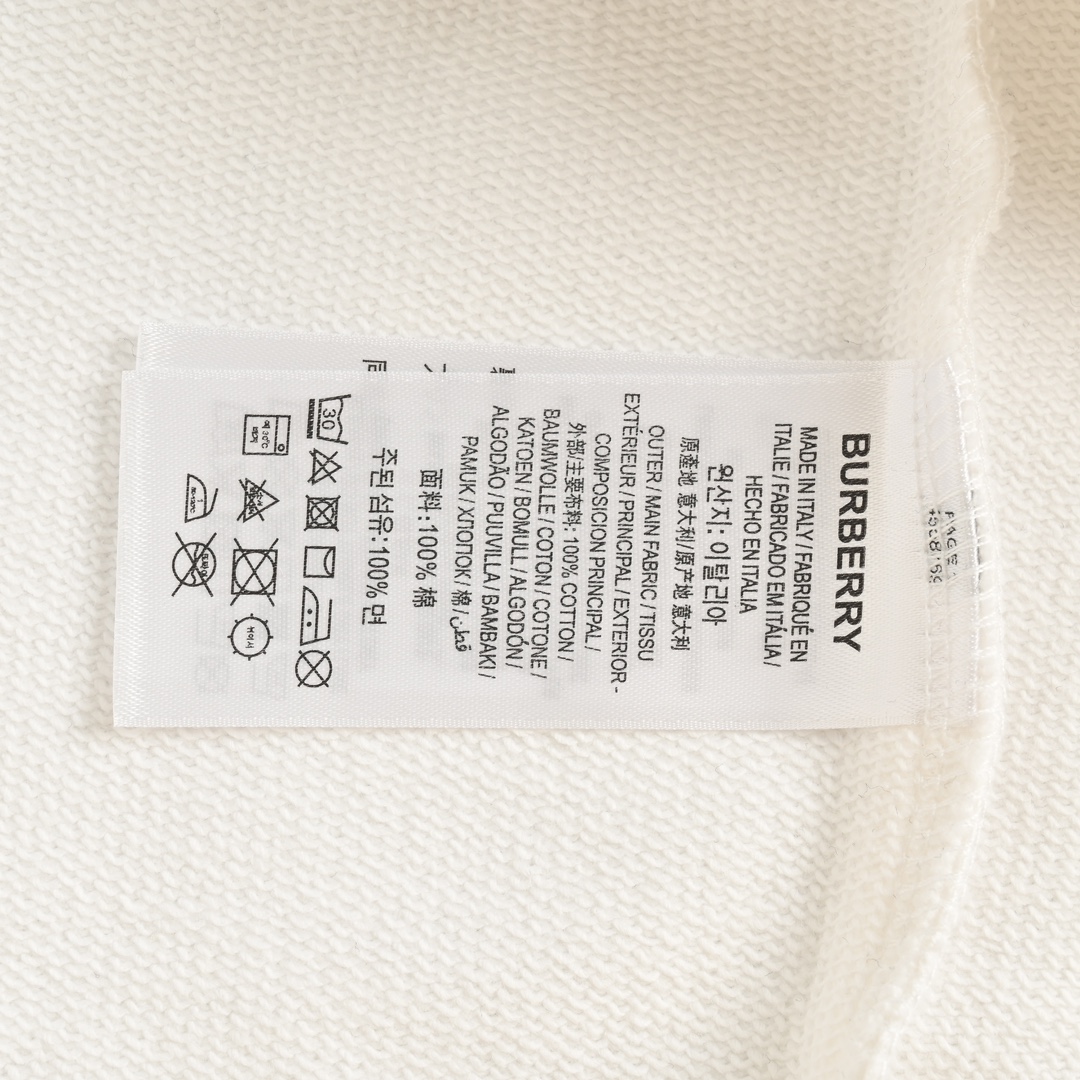 BURBERRY
MADE IN ITALY / FABRIQUÉ EN
ITALIE / FABRICADO EM ITÁLIA /
HECHO EN ITALIA
원산지: 이탈리아
原產地 意大利/原产地 意大利
OUTER / MAIN FABRIC / TISSU
EXTÉRIEUR / PRINCIPAL / EXTERIOR -
COMPOSICION PRINCIPAL /
外部/主要布料: 100% COTTON /
BAUMWOLLE / COTON / COTONE /
KATOEN / BOMULL / ALGODÓN /
ALGODÃO / PUUVILLA / BAMBAKI /
PAMUK / ХЛОПОК / 棉 / قطن
面料:100% 棉
주된섬유:100% 면
30